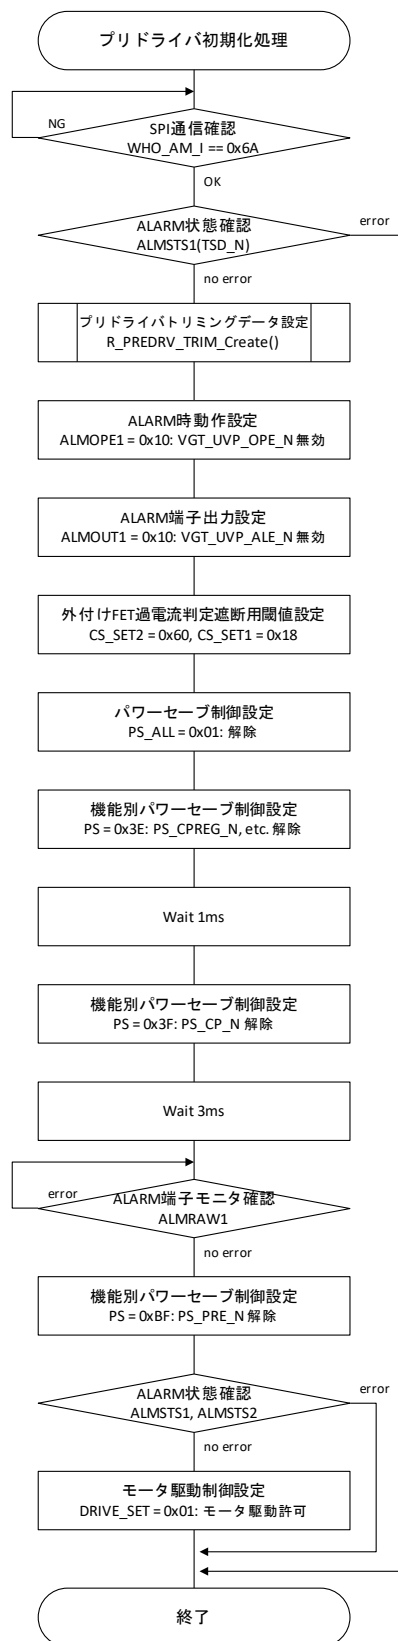 プリドライバ初期化処理
NG
SPI通信確認
WHO_AM_I == 0x6A
OK
ALARM状態確認
ALMSTS1(TSD_N)
error
no error
プリドライバトリミングデータ設定
R_PREDRV_TRIM_Create()
ALARM時動作設定
ALMOPE1 = 0x10: VGT_UVP_OPE_N 無効
ALARM端子出力設定
ALMOUT1 = 0x10: VGT_UVP_ALE_N 無効
外付けFET過電流判定遮断用閾値設定
CS_SET2 = 0x60, CS_SET1 = 0x18
パワーセーブ制御設定
PS_ALL = 0x01: 解除
機能別パワーセーブ制御設定
PS = 0x3E: PS_CPREG_N, etc. 解除
Wait 1ms
機能別パワーセーブ制御設定
PS = 0x3F: PS_CP_N 解除
Wait 3ms
error
ALARM端子モニタ確認
ALMRAW1
no error
機能別パワーセーブ制御設定
PS = 0xBF: PS_PRE_N 解除
ALARM状態確認
ALMSTS1, ALMSTS2
error
no error
モータ駆動制御設定
DRIVE_SET = 0x01: モータ駆動許可
終了